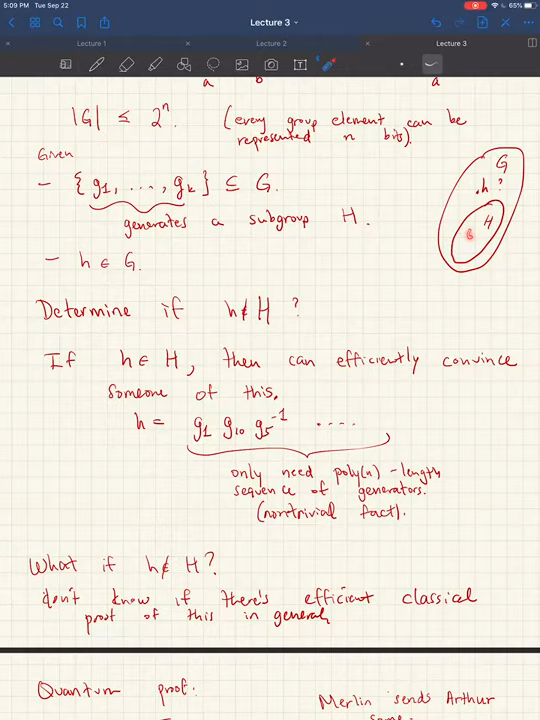 5:09 PM Tue Sep 22
65%
Lecture 3
Lecture 1
Lecture 2
Lecture 3
a b a
|G| ≤ 2^n. (every group element can be
represented n bits).
Given
- {g1, ..., gk} ⊆ G.
generates a subgroup H.
- h ∈ G.
G
.h ?
H
Determine if h∉H ?
If h∈H, then can efficiently convince
someone of this.
h = g1 g10 g5^-1 ....
only need poly(n)-length
sequence of generators.
(nontrivial fact).
What if h∉H?
don't know if there's efficient classical
proof of this in general
Quantum proof:
Merlin sends Arthur
some